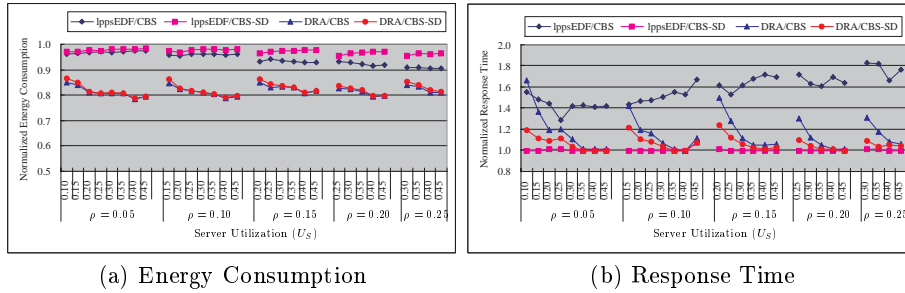 lppsEDF/CBS lppsEDF/CBS-SD DRA/CBS DRA/CBS-SD
Normalized Energy Consumption
1.0
0.9
0.8
0.7
0.6
0.5
0.10 0.15 0.20 0.25 0.30 0.35 0.40 0.45 0.15 0.20 0.25 0.30 0.35 0.40 0.45 0.20 0.25 0.30 0.35 0.40 0.45 0.25 0.30 0.35 0.40 0.45 0.30 0.35 0.40 0.45
ρ = 0.05 ρ = 0.10 ρ = 0.15 ρ = 0.20 ρ = 0.25
Server Utilization (U_S)
(a) Energy Consumption
lppsEDF/CBS lppsEDF/CBS-SD DRA/CBS DRA/CBS-SD
Normalized Response Time
2.0
1.8
1.6
1.4
1.2
1.0
0.8
0.10 0.15 0.20 0.25 0.30 0.35 0.40 0.45 0.15 0.20 0.25 0.30 0.35 0.40 0.45 0.20 0.25 0.30 0.35 0.40 0.45 0.25 0.30 0.35 0.40 0.45 0.30 0.35 0.40 0.45
ρ = 0.05 ρ = 0.10 ρ = 0.15 ρ = 0.20 ρ = 0.25
Server Utilization (U_S)
(b) Response Time